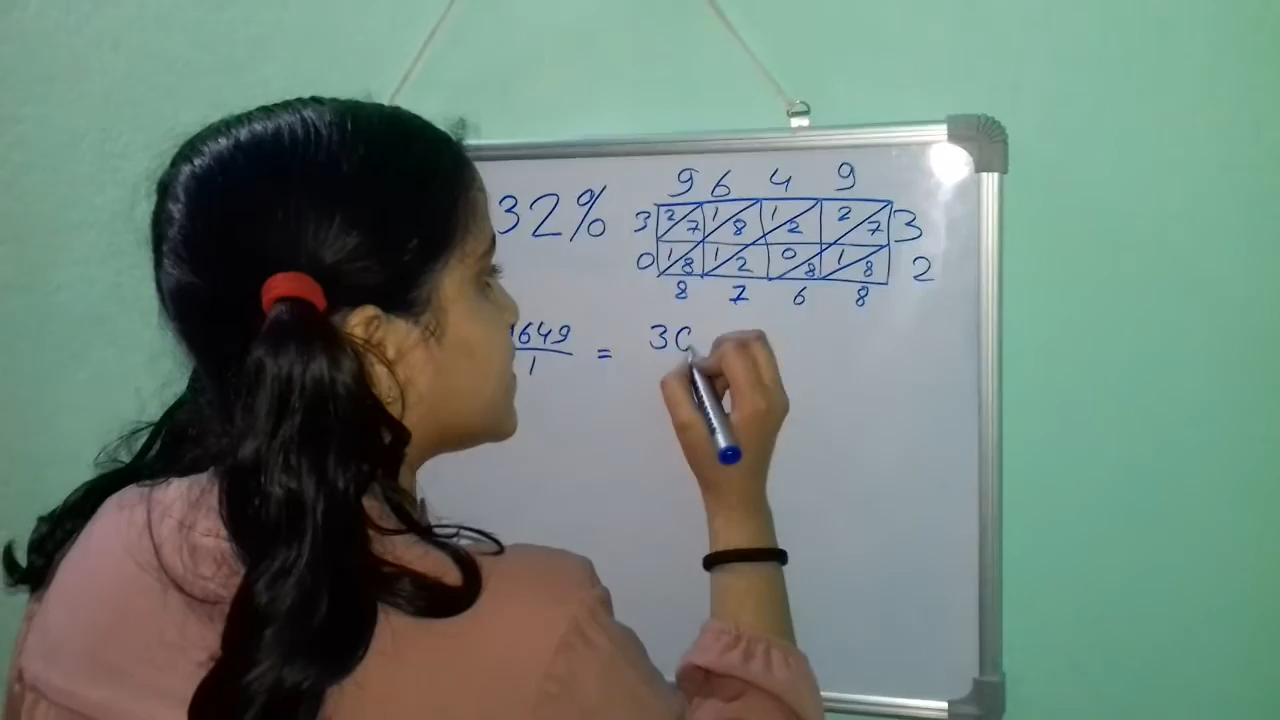 32%
9 6 4 9
3 2 7 1 8 1 2 2 7 3
0 1 8 1 2 0 8 1 8 2
8 7 6 8
649
1
=
30